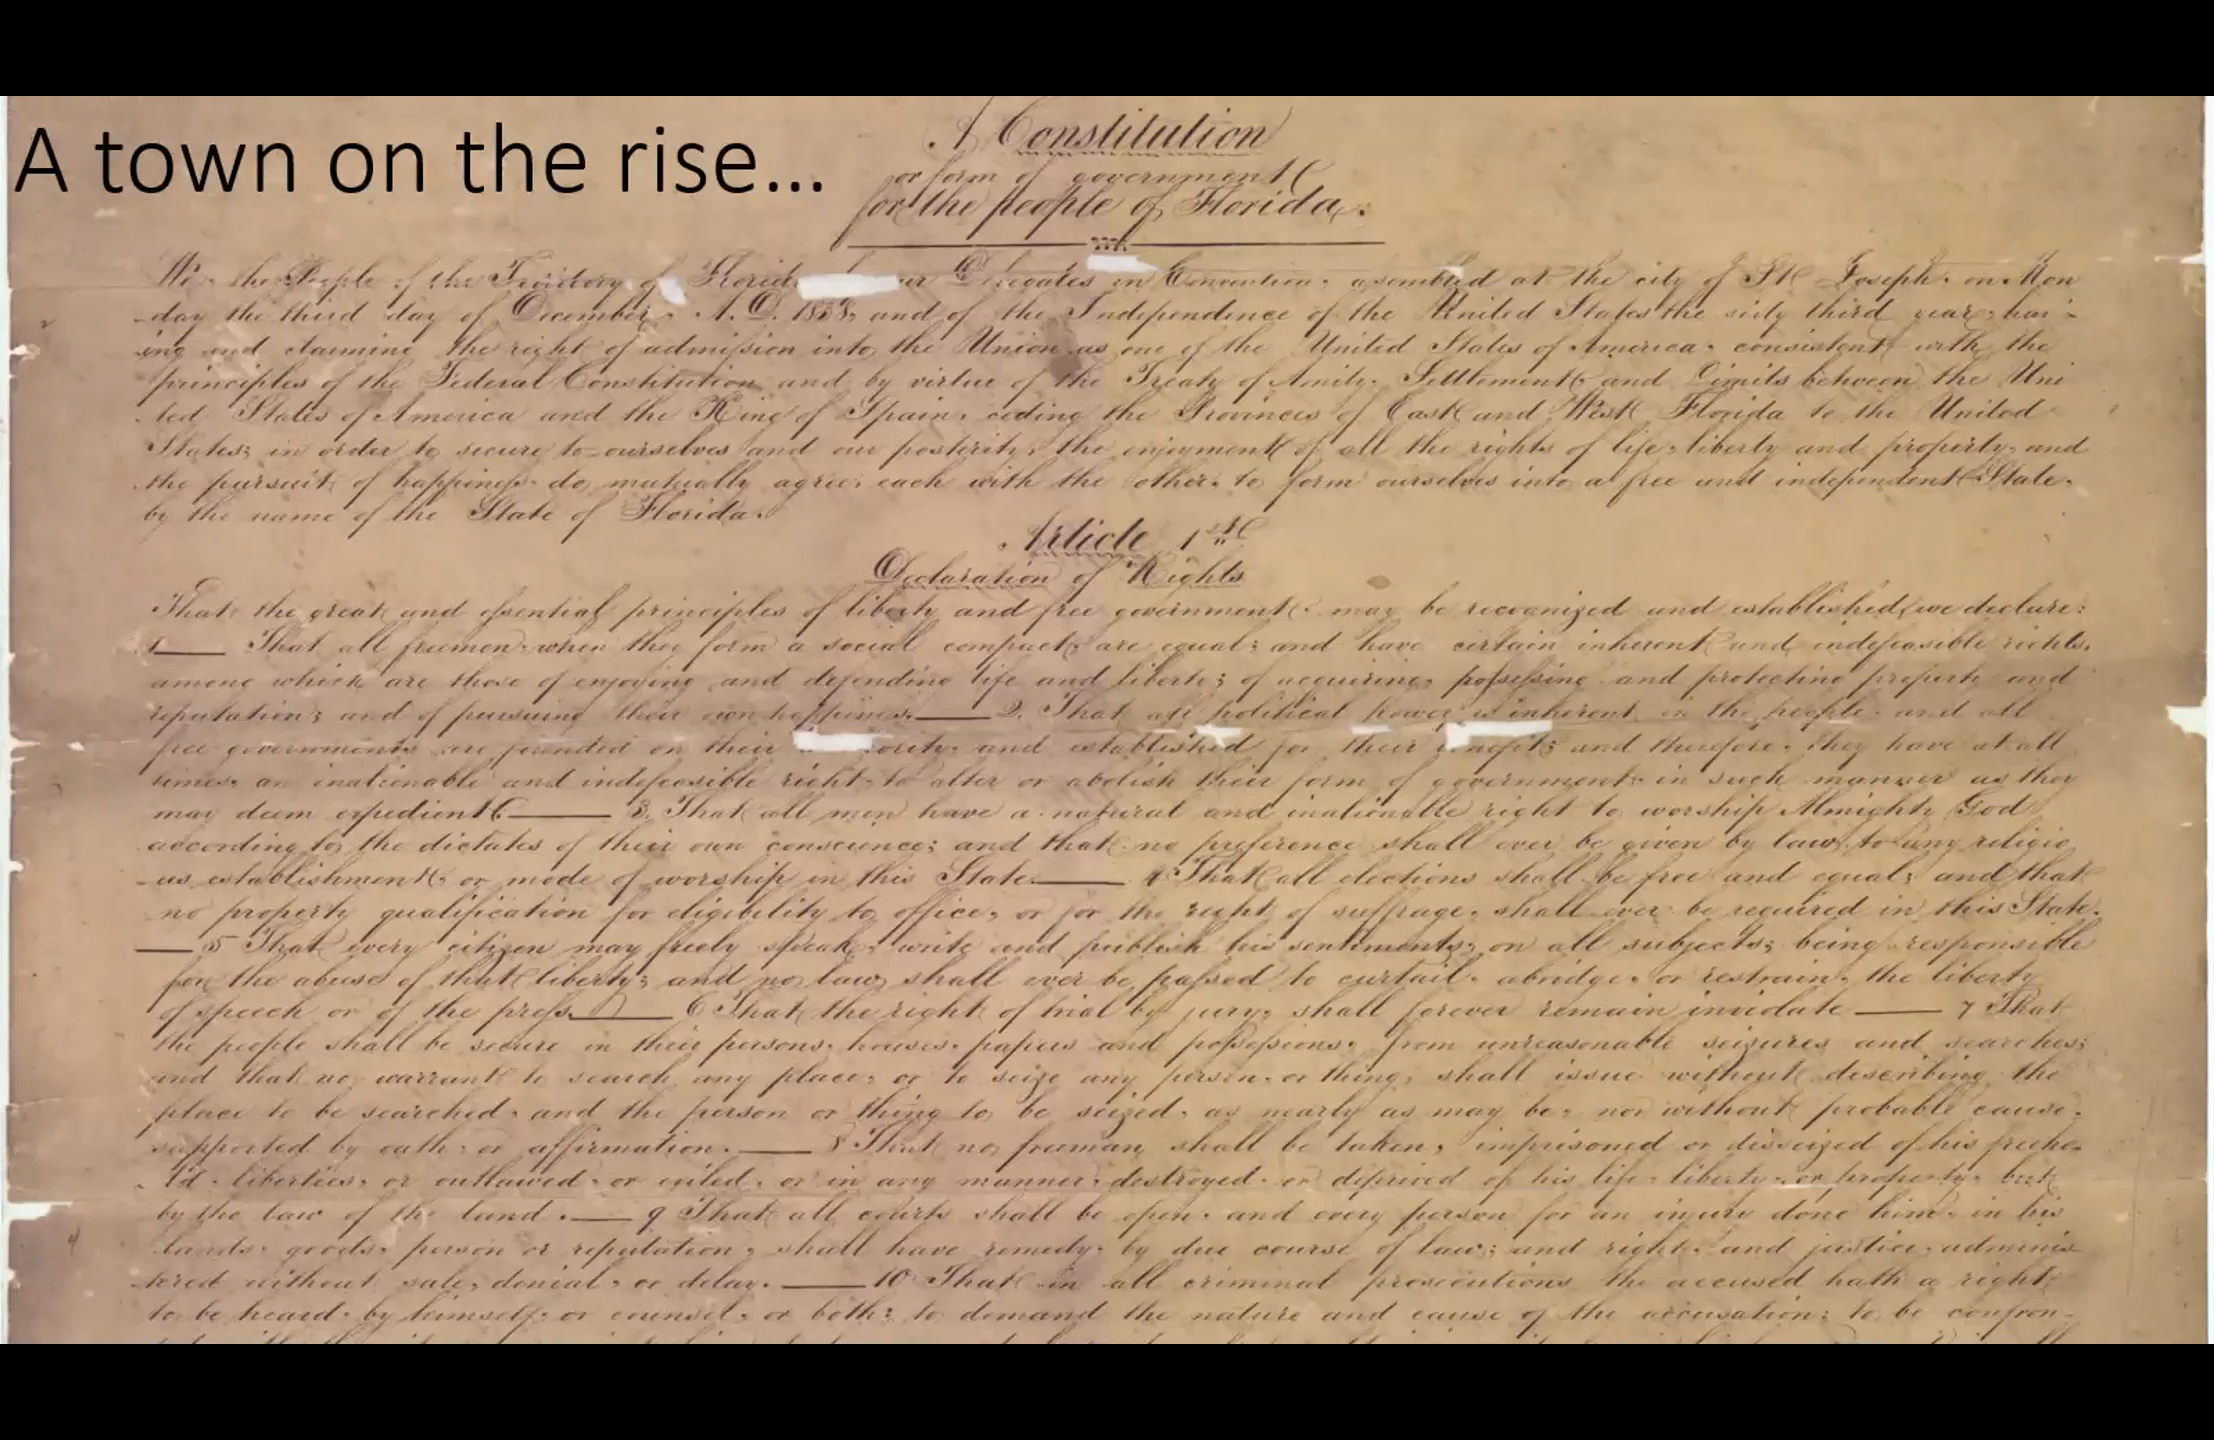 A town on the rise...
A Constitution
or form of government
for the people of Florida.
We, the People of the Territory of Florid our Delegates in Convention, assembled at the city of St Joseph, on Mon
day the third day of December, A.D. 1838, and of the Independence of the United States the sixty third year, hav-
ing and claiming the right of admission into the Union as one of the United States of America, consistent with the
principles of the Federal Constitution and by virtue of the Treaty of Amity, Settlement and Limits between the Uni
ted States of America and the King of Spain, ceding the Provinces of East and West Florida to the United
States; in order to secure to ourselves and our posterity, the enjoyment of all the rights of life, liberty and property, and
the pursuit of happiness, do mutually agree, each with the other, to form ourselves into a free and independent State,
by the name of the State of Florida.
Article 1st
Declaration of Rights
That the great and essential principles of liberty and free government, may be recognized and established, we declare:
1 That all freemen, when they form a social compact, are equal; and have certain inherent and indefeasible rights,
among which are those of enjoying and defending life and liberty; of acquiring, possessing and protecting property and
reputation; and of pursuing their own happiness. 2. That all political power is inherent in the people, and all
free governments are founded on their ority, and established for their benefit; and therefore, they have at all
times, an inalienable and indefeasible right, to alter or abolish their form of government, in such manner as they
may deem expedient. 3. That all men have a natural and inalienable right to worship Almighty God
according to the dictates of their own conscience; and that no preference shall ever be given by law, to any religio
-us establishment, or mode of worship in this State. 4 That all elections shall be free and equal; and that
no property qualification for eligibility to office, or for the right of suffrage, shall ever be required in this State.
5 That every citizen may freely speak, write and publish his sentiments, on all subjects; being responsible
for the abuse of that liberty; and no law, shall ever be passed to curtail, abridge, or restrain, the liberty
of speech or of the press. 6 That the right of trial by jury, shall forever remain inviolate 7 That
the people shall be secure in their persons, houses, papers and possessions, from unreasonable seizures and searches;
and that no warrant to search any place, or to seize any person, or thing, shall issue without describing the
place to be searched, and the person or thing to be seized, as nearly as may be, nor without probable cause,
supported by oath, or affirmation. 8 That no freeman, shall be taken, imprisoned or disseized of his freeho-
ld, liberties, or outlawed, or exiled, or in any manner, destroyed, or deprived of his life, liberty, or property, but
by the law of the land. 9 That all courts shall be open, and every person for an injury done him, in his
lands, goods, person or reputation, shall have remedy, by due course of law; and right, and justice, adminis
tered without sale, denial, or delay. 10 That in all criminal prosecutions the accused hath a right
to be heard, by himself, or counsel, or both; to demand the nature and cause of the accusation; to be confron-